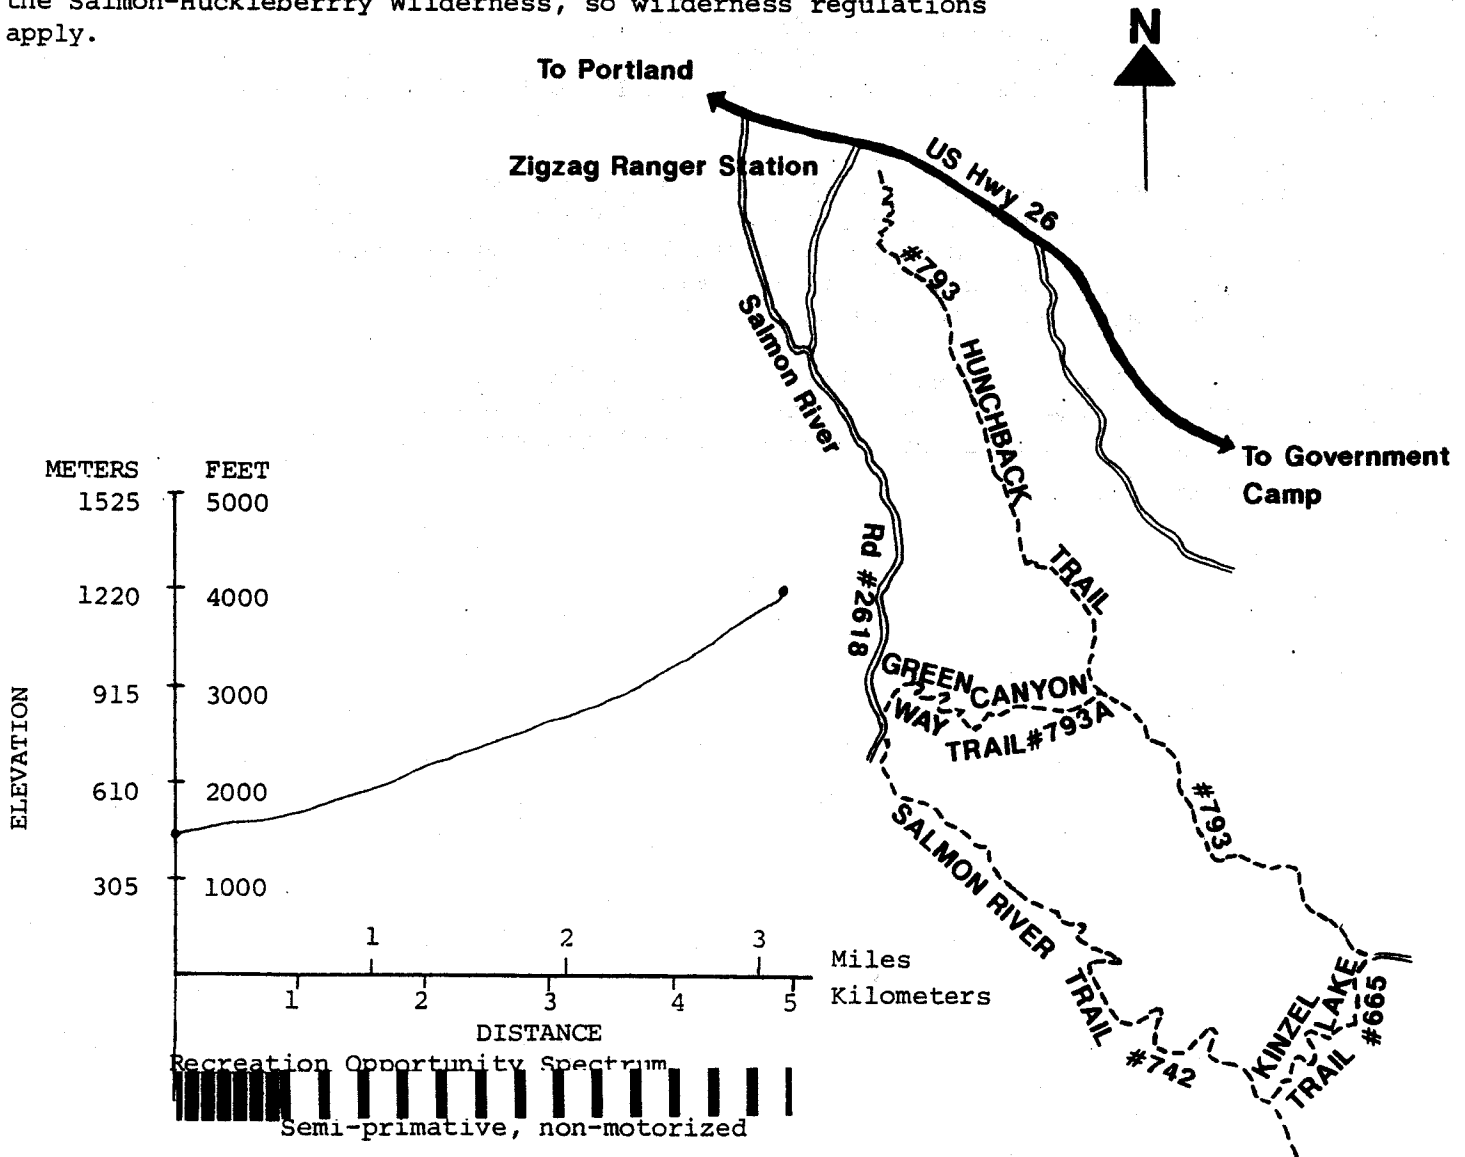 the Salmon-Huckleberry Wilderness, so wilderness regulations
apply.
N
To Portland
Zigzag Ranger Station
US Hwy 26
#793
Salmon River
HUNCHBACK
TRAIL
To Government
Camp
Rd #2618
GREEN CANYON
WAY
TRAIL #793A
#793
SALMON RIVER
TRAIL
#742
KINZEL
LAKE
TRAIL
#665
METERS FEET
1525 5000
1220 4000
915 3000
610 2000
305 1000
ELEVATION
1 2 3
Miles
1 2 3 4 5 Kilometers
DISTANCE
Recreation Opportunity Spectrum
Semi-primative, non-motorized